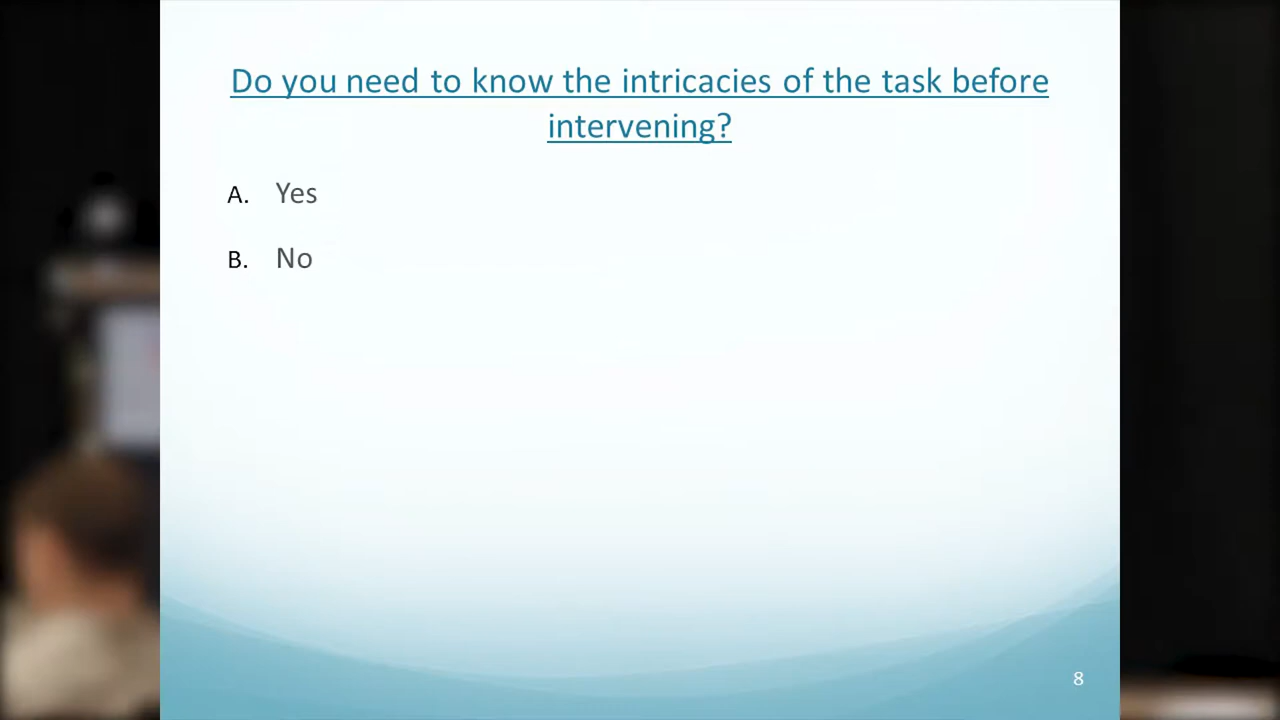 Do you need to know the intricacies of the task before
intervening?
A. Yes
B. No
8